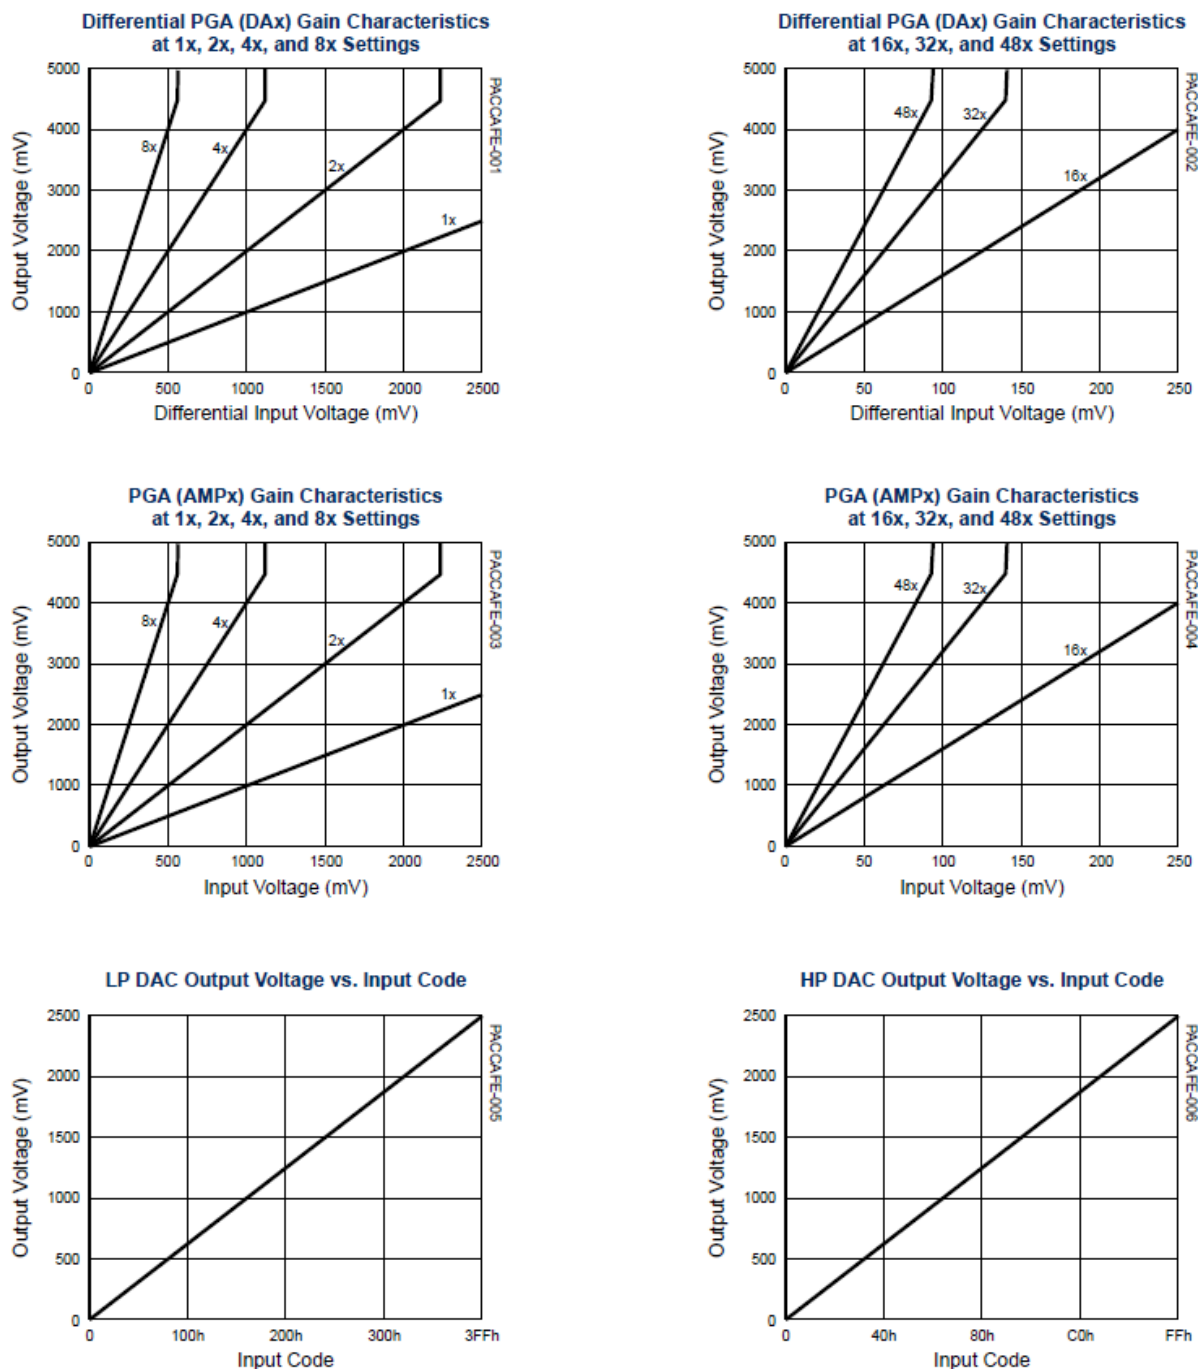 Differential PGA (DAx) Gain Characteristics
at 1x, 2x, 4x, and 8x Settings
5000
4000
3000
2000
1000
0
Output Voltage (mV)
8x
4x
2x
1x
0 500 1000 1500 2000 2500
Differential Input Voltage (mV)
PACCAFE-001
Differential PGA (DAx) Gain Characteristics
at 16x, 32x, and 48x Settings
5000
4000
3000
2000
1000
0
Output Voltage (mV)
48x
32x
16x
0 50 100 150 200 250
Differential Input Voltage (mV)
PACCAFE-002
PGA (AMPx) Gain Characteristics
at 1x, 2x, 4x, and 8x Settings
5000
4000
3000
2000
1000
0
Output Voltage (mV)
8x
4x
2x
1x
0 500 1000 1500 2000 2500
Input Voltage (mV)
PACCAFE-003
PGA (AMPx) Gain Characteristics
at 16x, 32x, and 48x Settings
5000
4000
3000
2000
1000
0
Output Voltage (mV)
48x
32x
16x
0 50 100 150 200 250
Input Voltage (mV)
PACCAFE-004
LP DAC Output Voltage vs. Input Code
2500
2000
1500
1000
500
0
Output Voltage (mV)
0 100h 200h 300h 3FFh
Input Code
PACCAFE-005
HP DAC Output Voltage vs. Input Code
2500
2000
1500
1000
500
0
Output Voltage (mV)
0 40h 80h C0h FFh
Input Code
PACCAFE-006